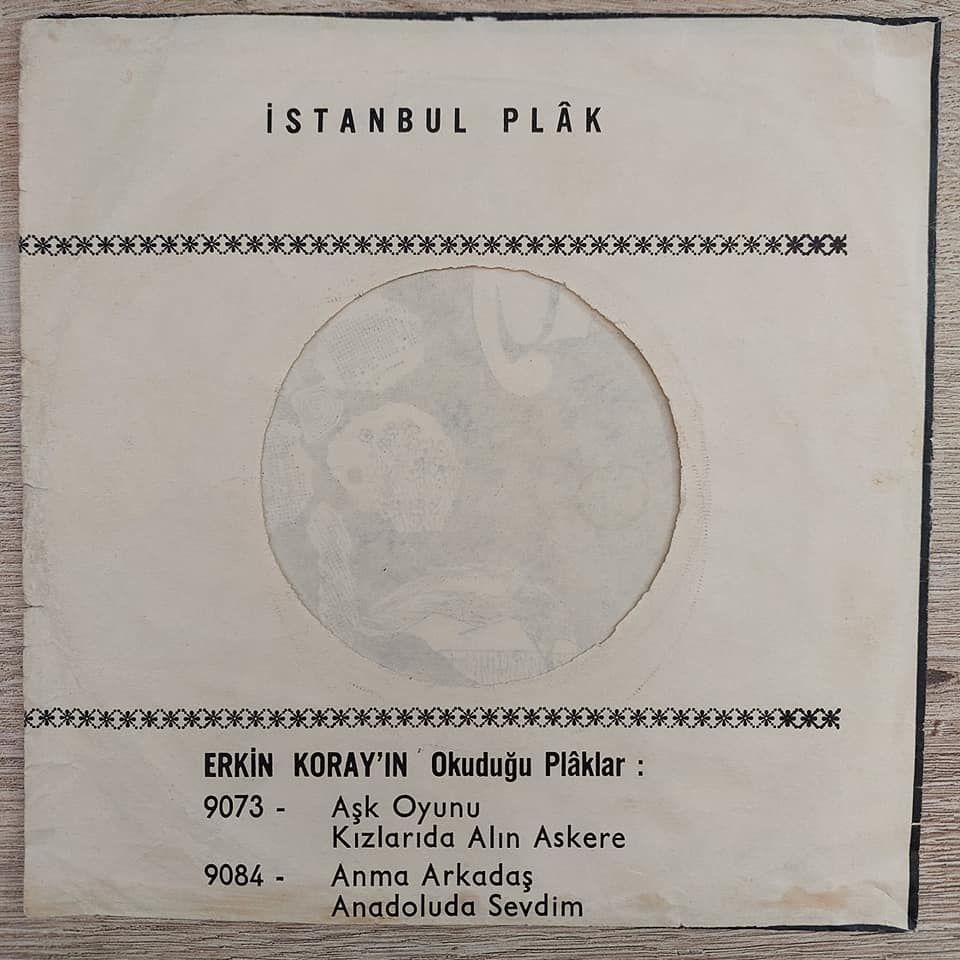 İSTANBUL PLÂK
ERKİN KORAY'IN Okuduğu Plâklar :
9073 - Aşk Oyunu
Kızlarıda Alın Askere
9084 - Anma Arkadaş
Anadoluda Sevdim